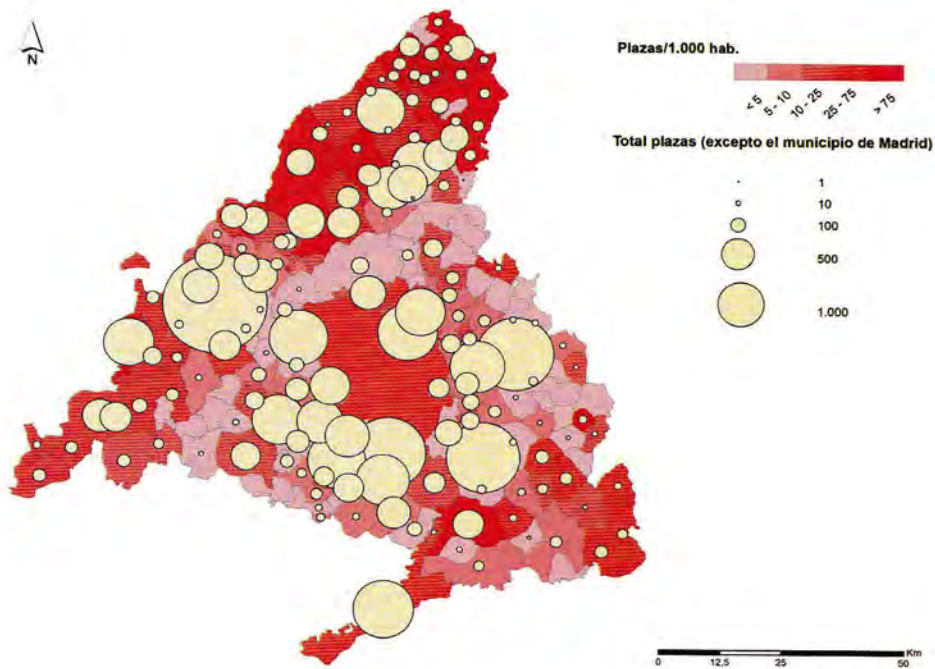 N
Plazas/1.000 hab.
< 5
5 - 10
10 - 25
25 - 75
> 75
Total plazas (excepto el municipio de Madrid)
1
10
100
500
1.000
Km
0 12,5 25 50